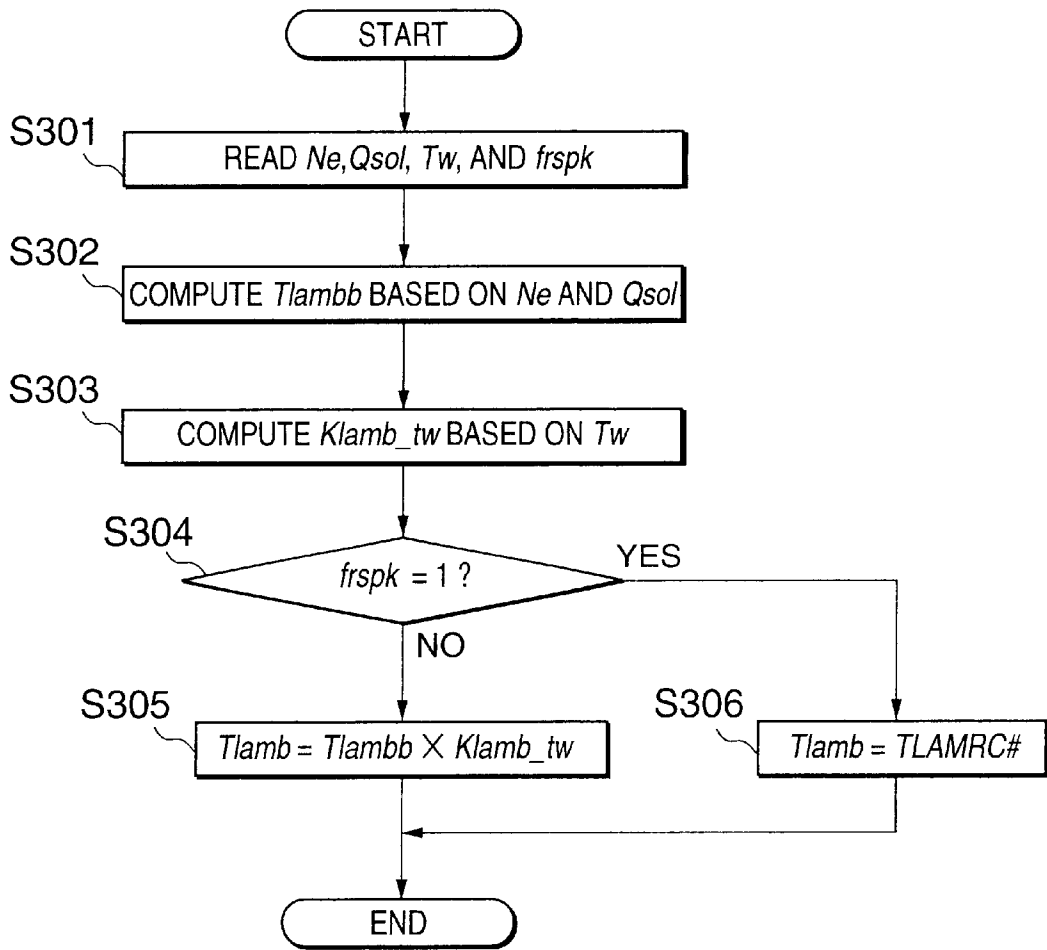 START
S301
READ Ne,Qsol, Tw, AND frspk
S302
COMPUTE Tlambb BASED ON Ne AND Qsol
S303
COMPUTE Klamb_tw BASED ON Tw
S304
frspk = 1 ?
YES
NO
S305
Tlamb = Tlambb × Klamb_tw
S306
Tlamb = TLAMRC#
END